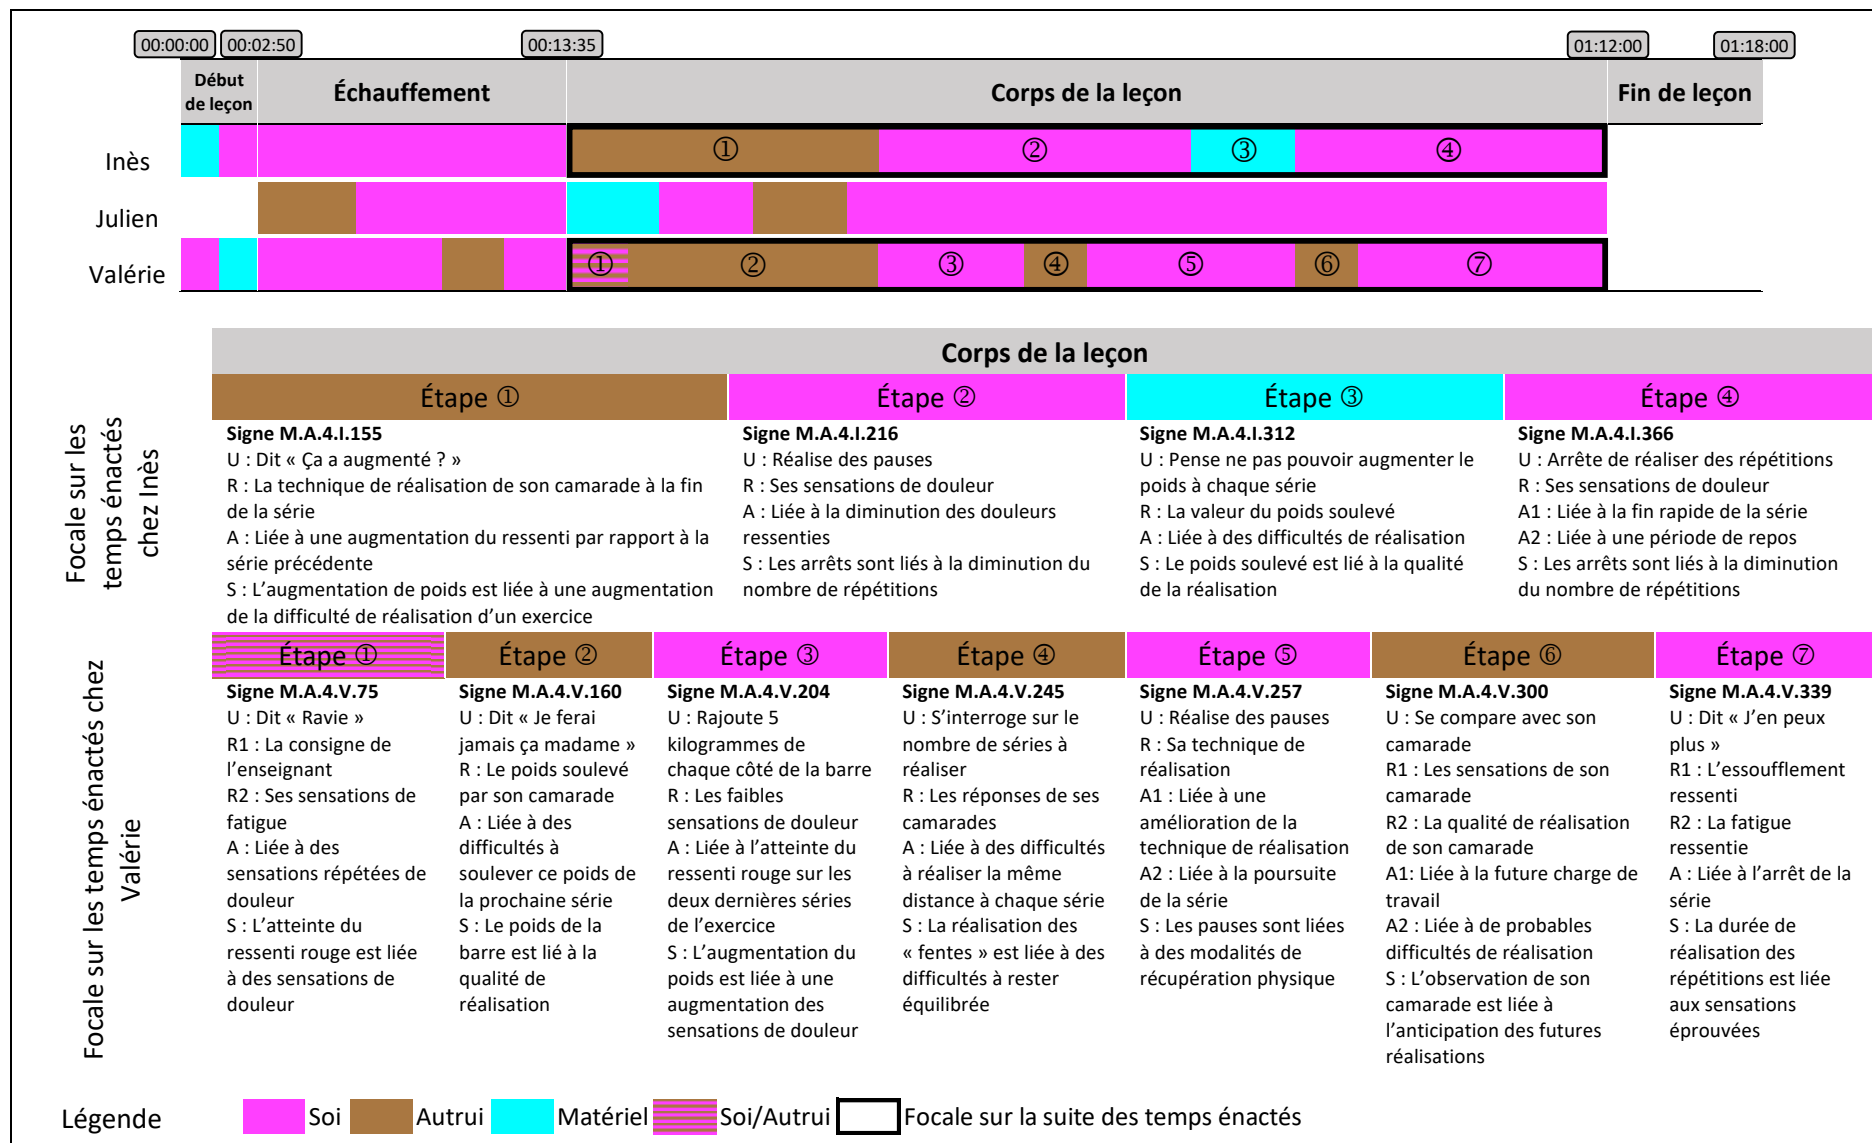 00:00:00 00:02:50 00:13:35 01:12:00 01:18:00
Début
de leçon
Échauffement
Corps de la leçon
Fin de leçon
Inès
① ② ③ ④
Julien
Valérie
① ② ③ ④ ⑤ ⑥ ⑦
Corps de la leçon
Focale sur les
temps énactés
chez Inès
Étape ①
Signe M.A.4.I.155
U : Dit « Ça a augmenté ? »
R : La technique de réalisation de son camarade à la fin
de la série
A : Liée à une augmentation du ressenti par rapport à la
série précédente
S : L'augmentation de poids est liée à une augmentation
de la difficulté de réalisation d'un exercice
Étape ②
Signe M.A.4.I.216
U : Réalise des pauses
R : Ses sensations de douleur
A : Liée à la diminution des douleurs
ressenties
S : Les arrêts sont liés à la diminution du
nombre de répétitions
Étape ③
Signe M.A.4.I.312
U : Pense ne pas pouvoir augmenter le
poids à chaque série
R : La valeur du poids soulevé
A : Liée à des difficultés de réalisation
S : Le poids soulevé est lié à la qualité
de la réalisation
Étape ④
Signe M.A.4.I.366
U : Arrête de réaliser des répétitions
R : Ses sensations de douleur
A1 : Liée à la fin rapide de la série
A2 : Liée à une période de repos
S : Les arrêts sont liés à la diminution
du nombre de répétitions
Focale sur les temps énactés chez
Valérie
Étape ①
Signe M.A.4.V.75
U : Dit « Ravie »
R1 : La consigne de
l'enseignant
R2 : Ses sensations de
fatigue
A : Liée à des
sensations répétées de
douleur
S : L'atteinte du
ressenti rouge est liée
à des sensations de
douleur
Étape ②
Signe M.A.4.V.160
U : Dit « Je ferai
jamais ça madame »
R : Le poids soulevé
par son camarade
A : Liée à des
difficultés à
soulever ce poids de
la prochaine série
S : Le poids de la
barre est lié à la
qualité de
réalisation
Étape ③
Signe M.A.4.V.204
U : Rajoute 5
kilogrammes de
chaque côté de la barre
R : Les faibles
sensations de douleur
A : Liée à l'atteinte du
ressenti rouge sur les
deux dernières séries
de l'exercice
S : L'augmentation du
poids est liée à une
augmentation des
sensations de douleur
Étape ④
Signe M.A.4.V.245
U : S'interroge sur le
nombre de séries à
réaliser
R : Les réponses de ses
camarades
A : Liée à des difficultés
à réaliser la même
distance à chaque série
S : La réalisation des
« fentes » est liée à des
difficultés à rester
équilibrée
Étape ⑤
Signe M.A.4.V.257
U : Réalise des pauses
R : Sa technique de
réalisation
A1 : Liée à une
amélioration de la
technique de réalisation
A2 : Liée à la poursuite
de la série
S : Les pauses sont liées
à des modalités de
récupération physique
Étape ⑥
Signe M.A.4.V.300
U : Se compare avec son
camarade
R1 : Les sensations de son
camarade
R2 : La qualité de réalisation
de son camarade
A1: Liée à la future charge de
travail
A2 : Liée à de probables
difficultés de réalisation
S : L'observation de son
camarade est liée à
l'anticipation des futures
réalisations
Étape ⑦
Signe M.A.4.V.339
U : Dit « J'en peux
plus »
R1 : L'essoufflement
ressenti
R2 : La fatigue
ressentie
A : Liée à l'arrêt de la
série
S : La durée de
réalisation des
répétitions est liée
aux sensations
éprouvées
Légende Soi Autrui Matériel Soi/Autrui Focale sur la suite des temps énactés